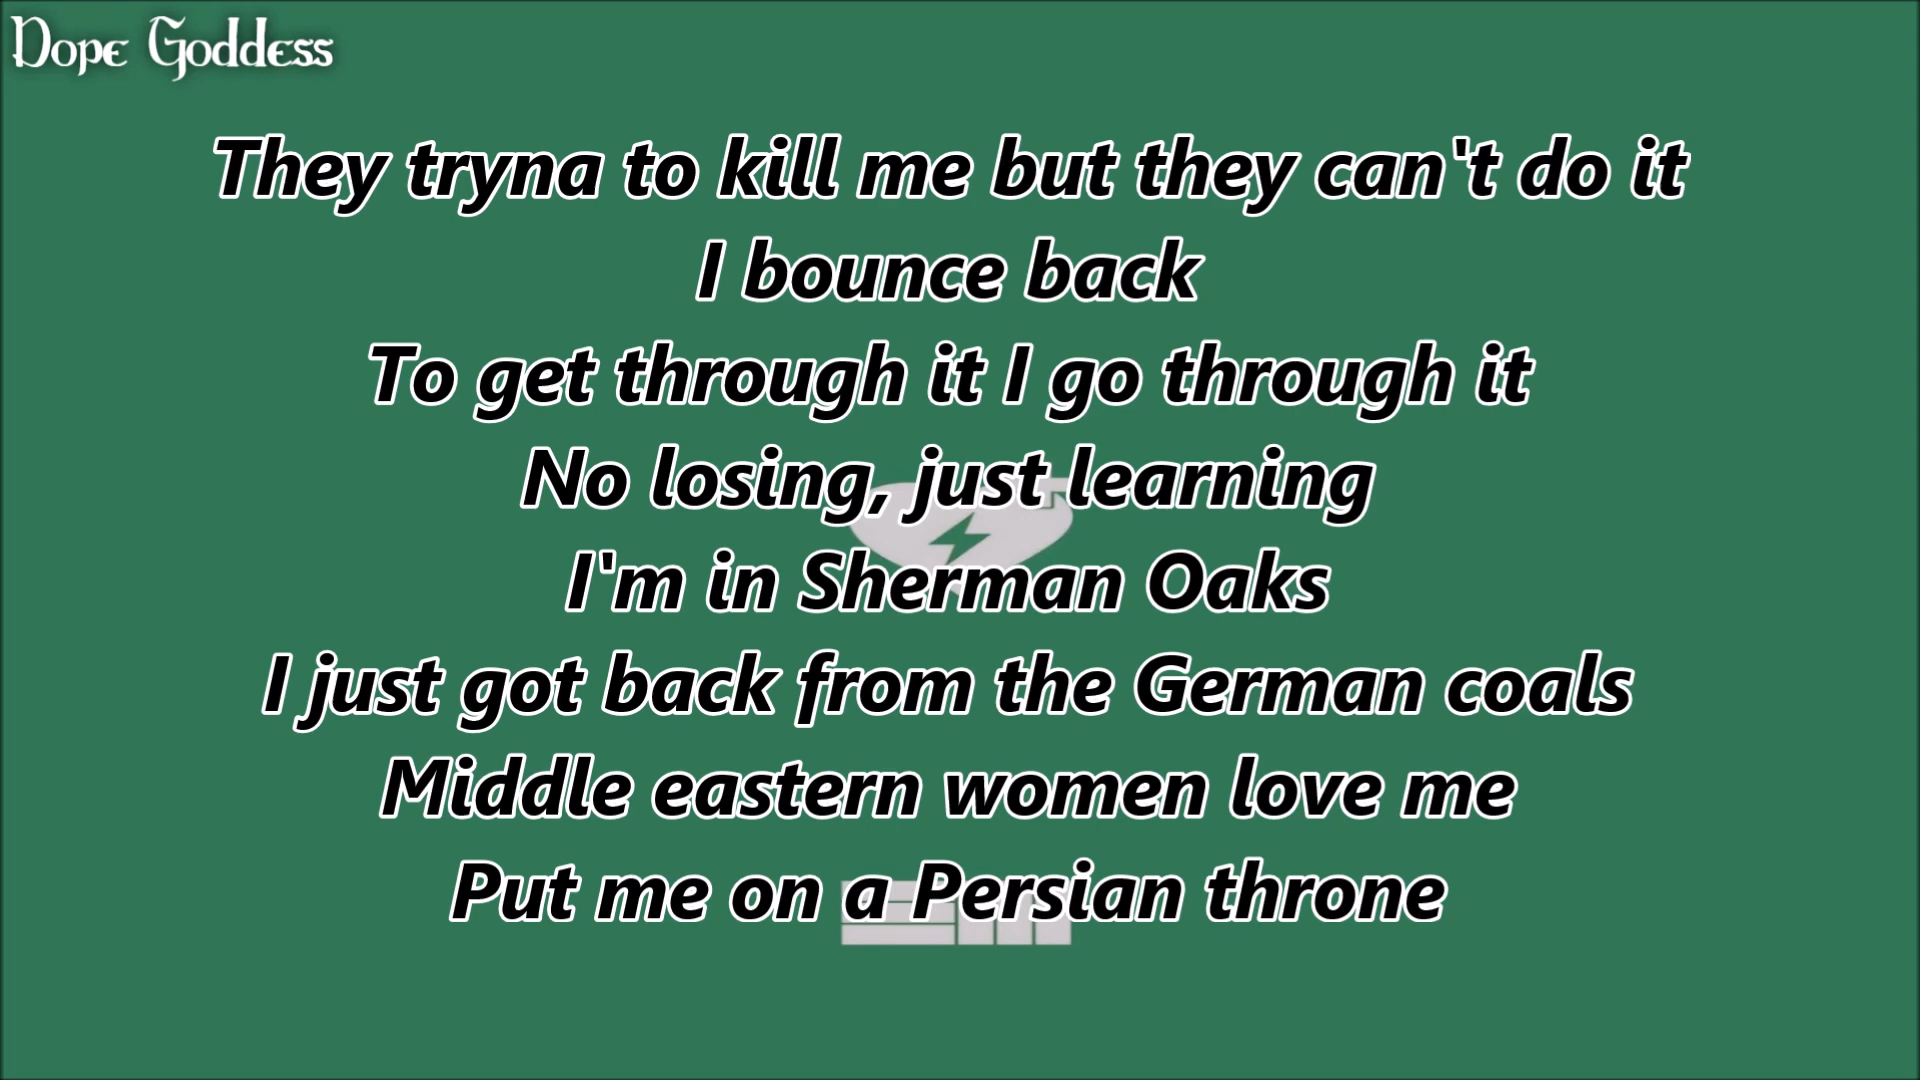 Dope Goddess
They tryna to kill me but they can't do it
I bounce back
To get through it I go through it
No losing, just learning
I'm in Sherman Oaks
I just got back from the German coals
Middle eastern women love me
Put me on a Persian throne